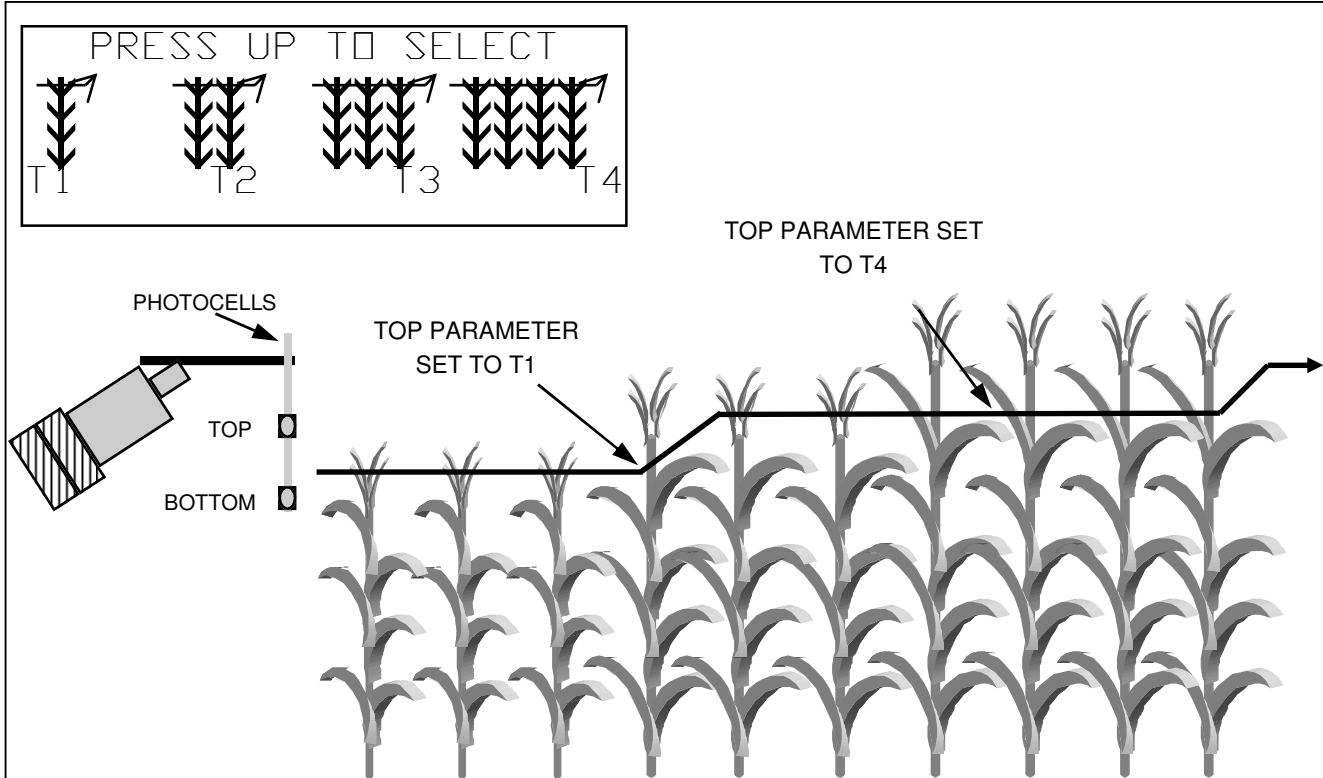 PRESS UP TO SELECT
T1 T2 T3 T4
TOP PARAMETER SET
TO T4
PHOTOCELLS
TOP PARAMETER
SET TO T1
TOP
BOTTOM